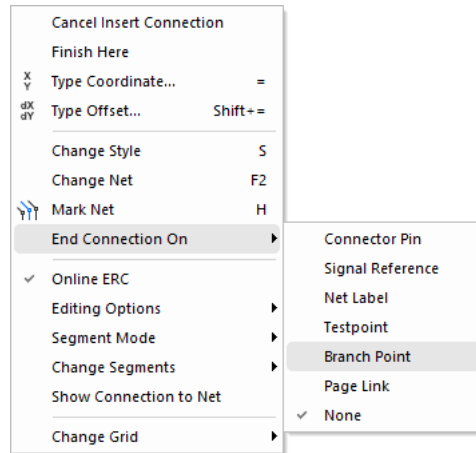 Cancel Insert Connection
Finish Here
X
Y
Type Coordinate... =
dX
dY
Type Offset... Shift+=
Change Style S
Change Net F2
Mark Net H
End Connection On
Online ERC
Editing Options
Segment Mode
Change Segments
Show Connection to Net
Change Grid
Connector Pin
Signal Reference
Net Label
Testpoint
Branch Point
Page Link
None